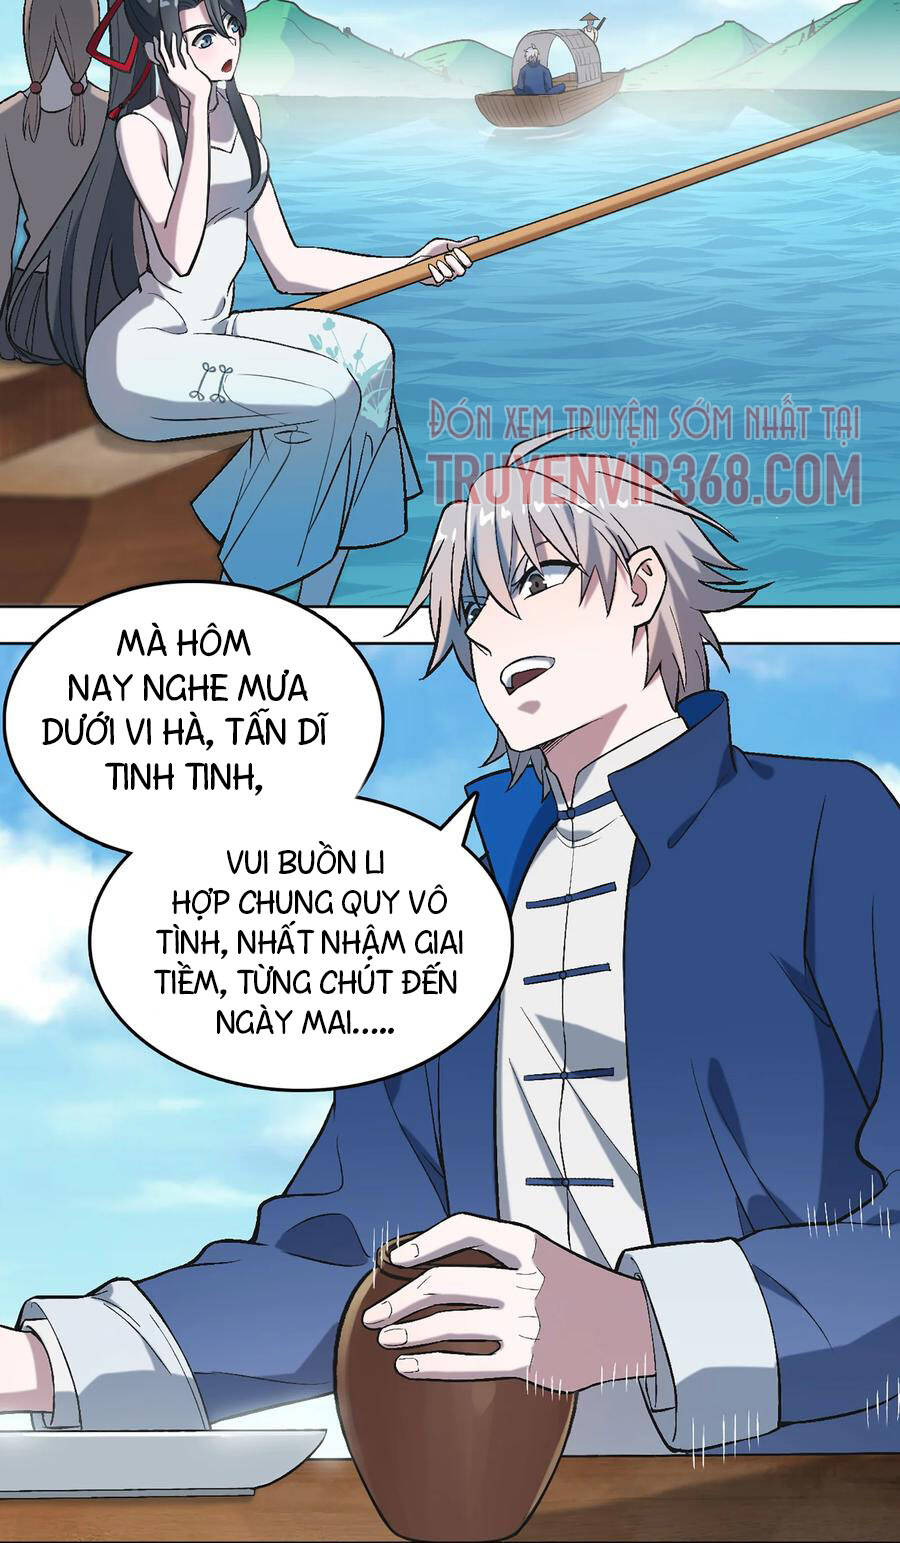 ĐÓN XEM TRUYỆN SỚM NHẤT TẠI
TRUYENVIP368.COM
MÀ HÔM
NAY NGHE MƯA
DƯỚI VI HÀ, TẤN DĨ
TINH TINH,
VUI BUỒN LI
HỢP CHUNG QUY VÔ
TÌNH, NHẤT NHẬM GIAI
TIỀM, TỪNG CHÚT ĐẾN
NGÀY MAI.....